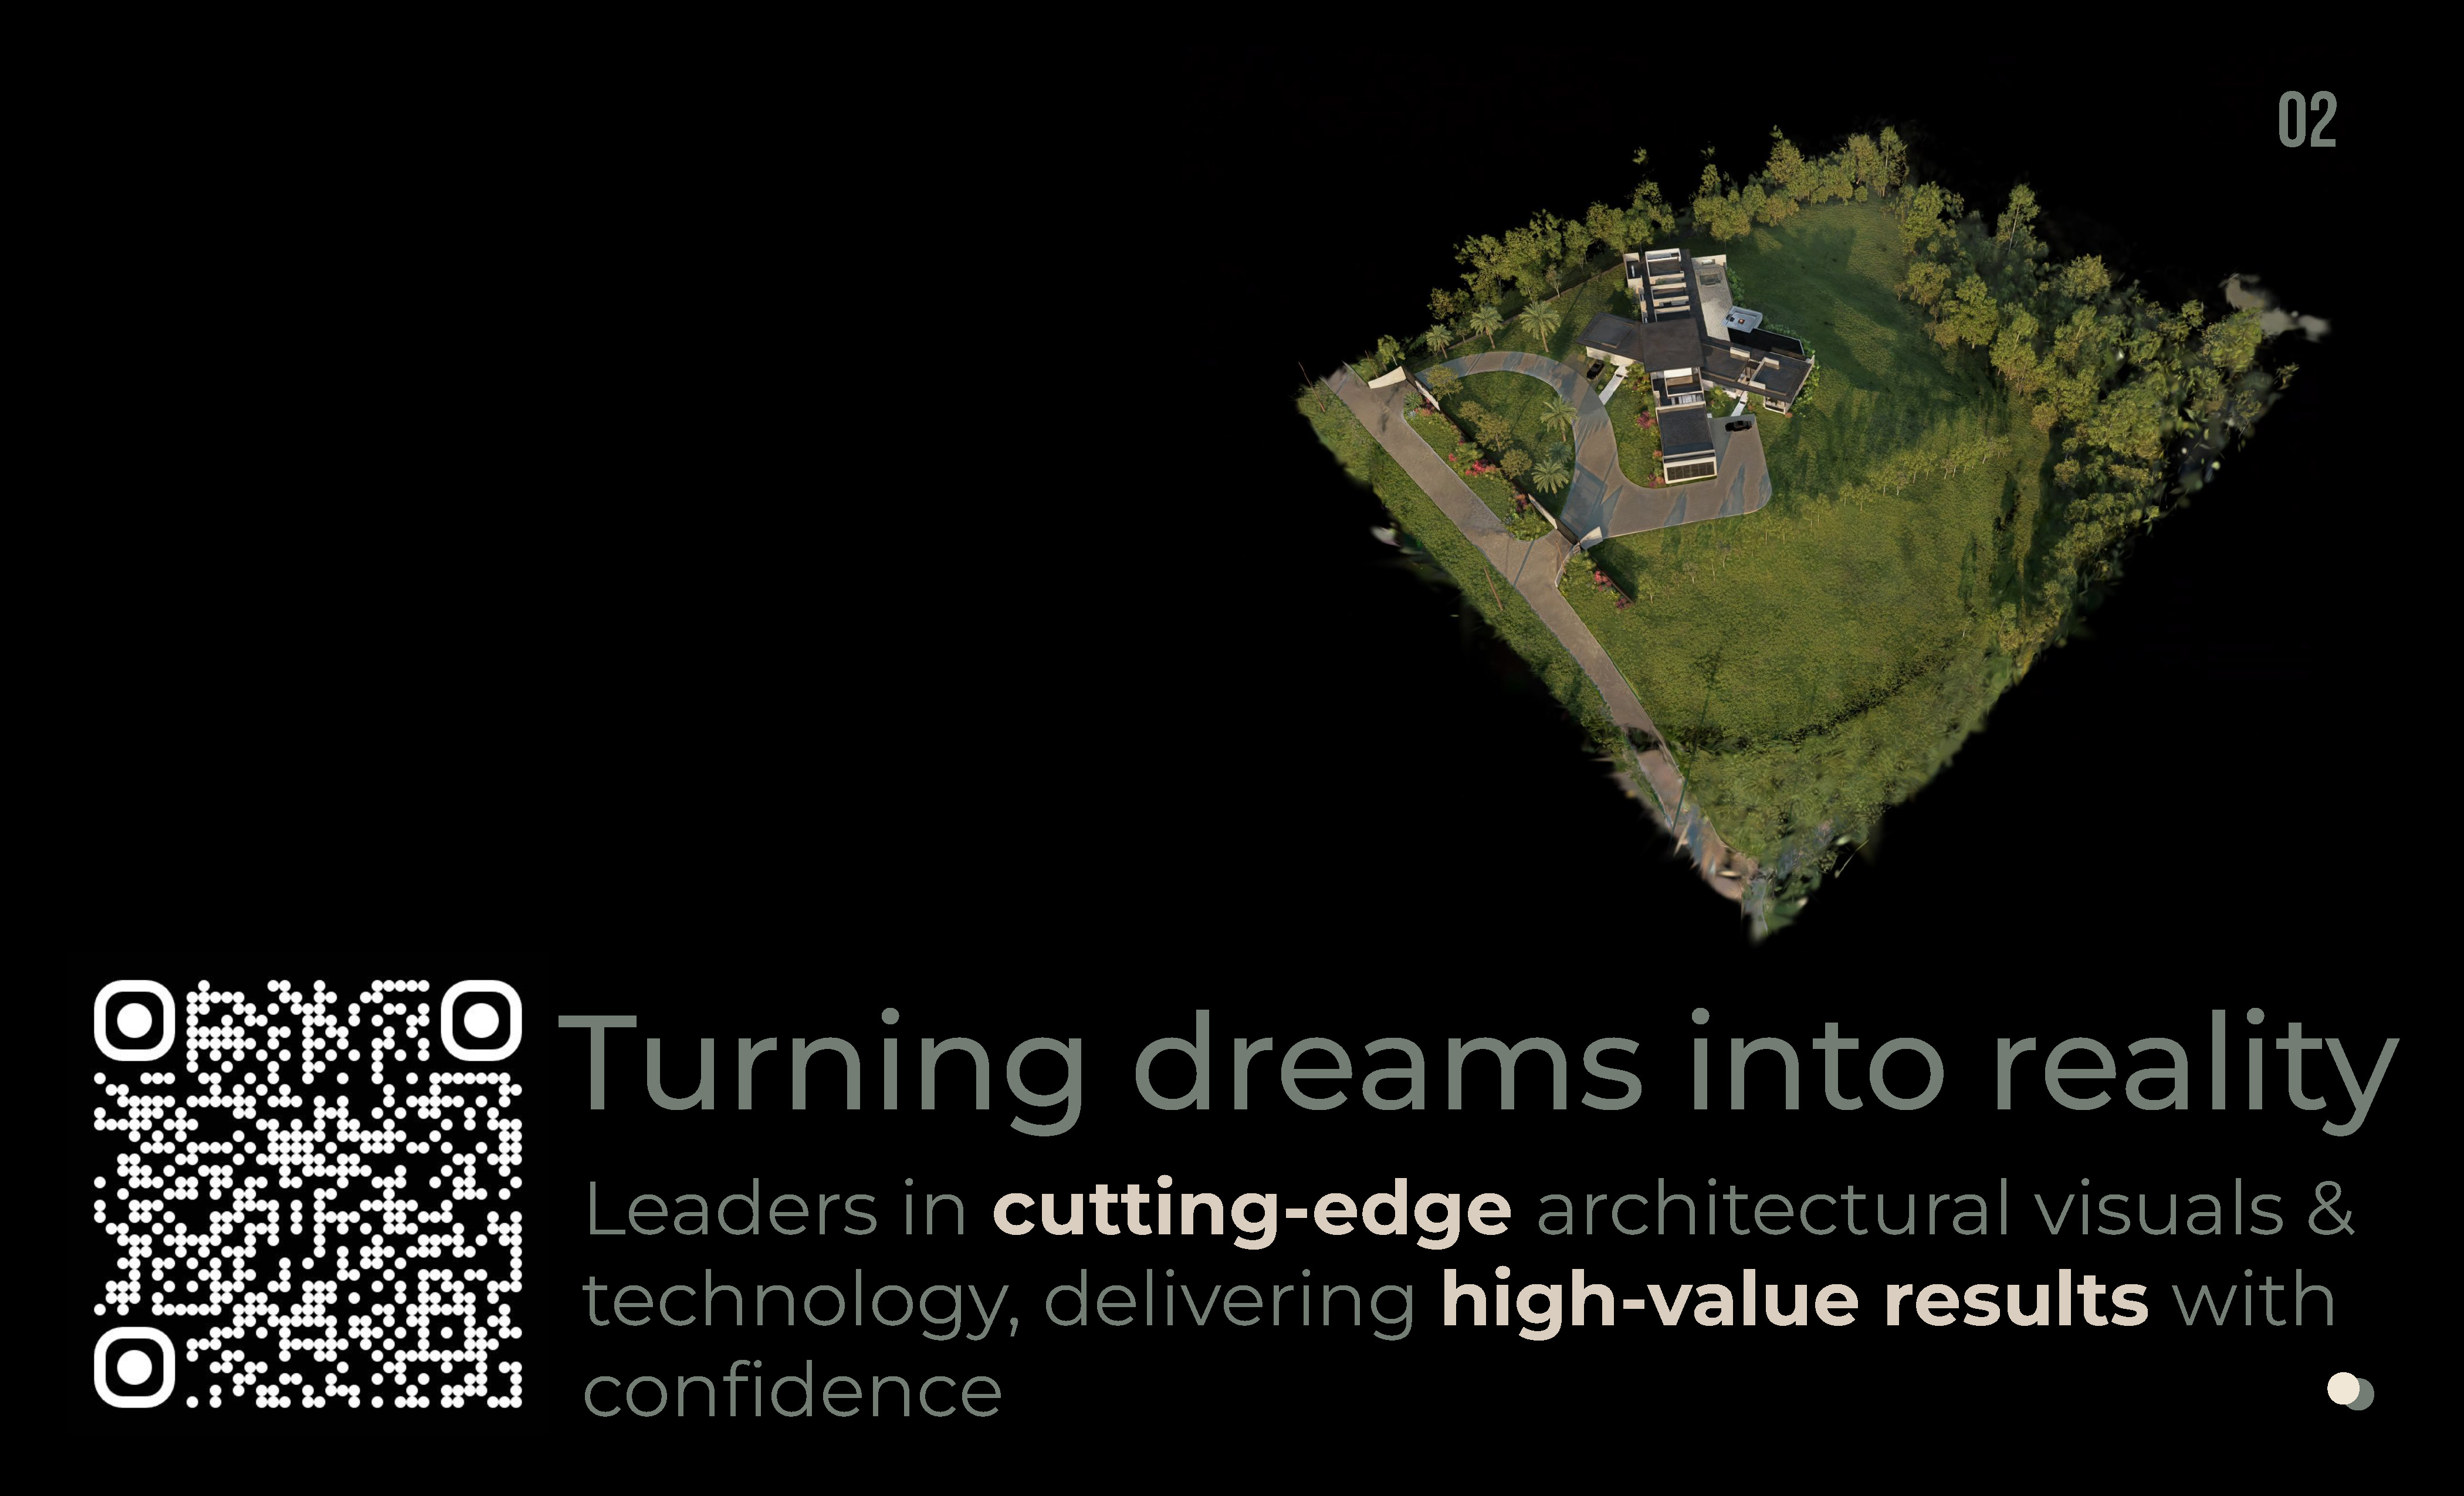 02
Turning dreams into reality
Leaders in cutting-edge architectural visuals &
technology, delivering high-value results with
confidence